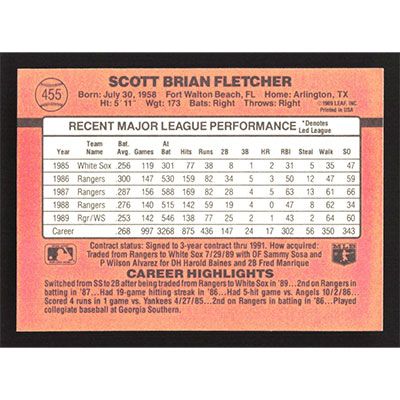 455
SCOTT BRIAN FLETCHER
Born: July 30, 1958 Fort Walton Beach, FL Home: Arlington, TX
Ht: 5' 11" Wgt: 173 Bats: Right Throws: Right
©1989 LEAF, INC.
Printed in USA
RECENT MAJOR LEAGUE PERFORMANCE *Denotes Led League
Year Team Name Bat. Avg. Games At Bat Hits Runs 2B 3B HR RBI Steal Walk SO
1985 White Sox .256 119 301 77 38 8 1 2 31 5 35 47
1986 Rangers .300 147 530 159 82 34 5 3 50 12 47 59
1987 Rangers .287 156 588 169 82 28 4 5 63 13 61 66
1988 Rangers .276 140 515 142 59 19 4 0 47 8 62 34
1989 Rgr/WS .253 142 546 138 77 25 2 1 43 2 64 60
Career .268 997 3268 875 436 147 27 20 332 56 350 343
Contract status: Signed to 3-year contract thru 1991. How acquired:
Traded from Rangers to White Sox 7/29/89 with OF Sammy Sosa and
P Wilson Alvarez for DH Harold Baines and 2B Fred Manrique
CAREER HIGHLIGHTS
Switched from SS to 2B after being traded from Rangers to White Sox in '89...2nd on Rangers in
batting in '87...Had 19-game hitting streak in '86...Had 5-hit game vs. Angels 10/2/86...
Scored 4 runs in 1 game vs. Yankees 4/27/85...2nd on Rangers in batting in '86...Played
collegiate baseball at Georgia Southern.